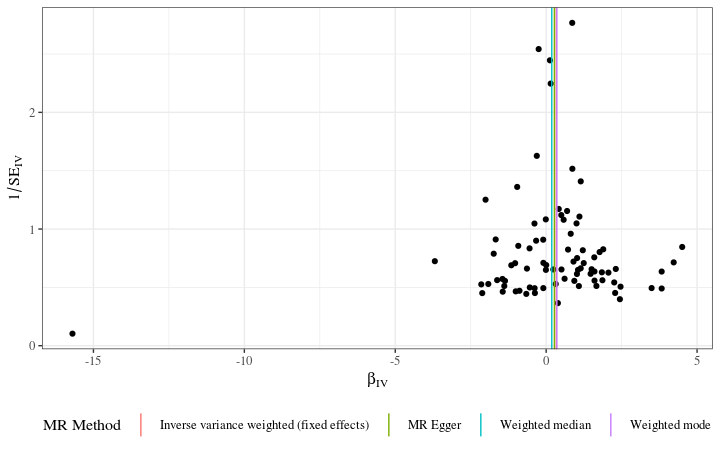 1/SE_IV
2
1
0
-15
-10
-5
0
5
β_IV
MR Method
Inverse variance weighted (fixed effects)
MR Egger
Weighted median
Weighted mode